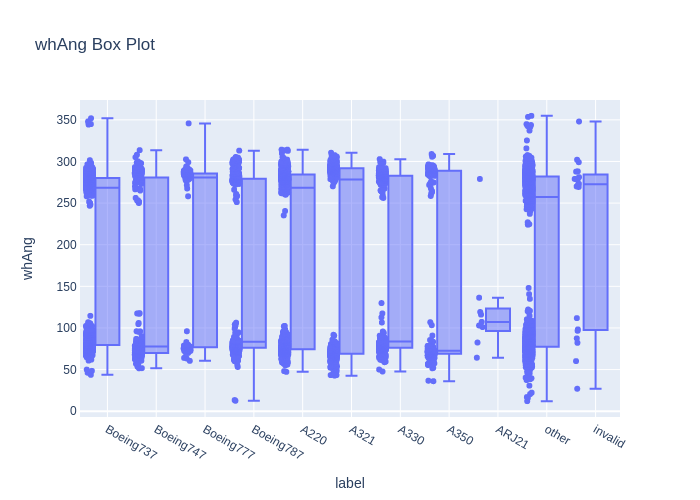 whAng Box Plot
350
300
250
200
150
100
50
0
whAng
Boeing737
Boeing747
Boeing777
Boeing787
A220
A321
A330
A350
ARJ21
other
invalid
label